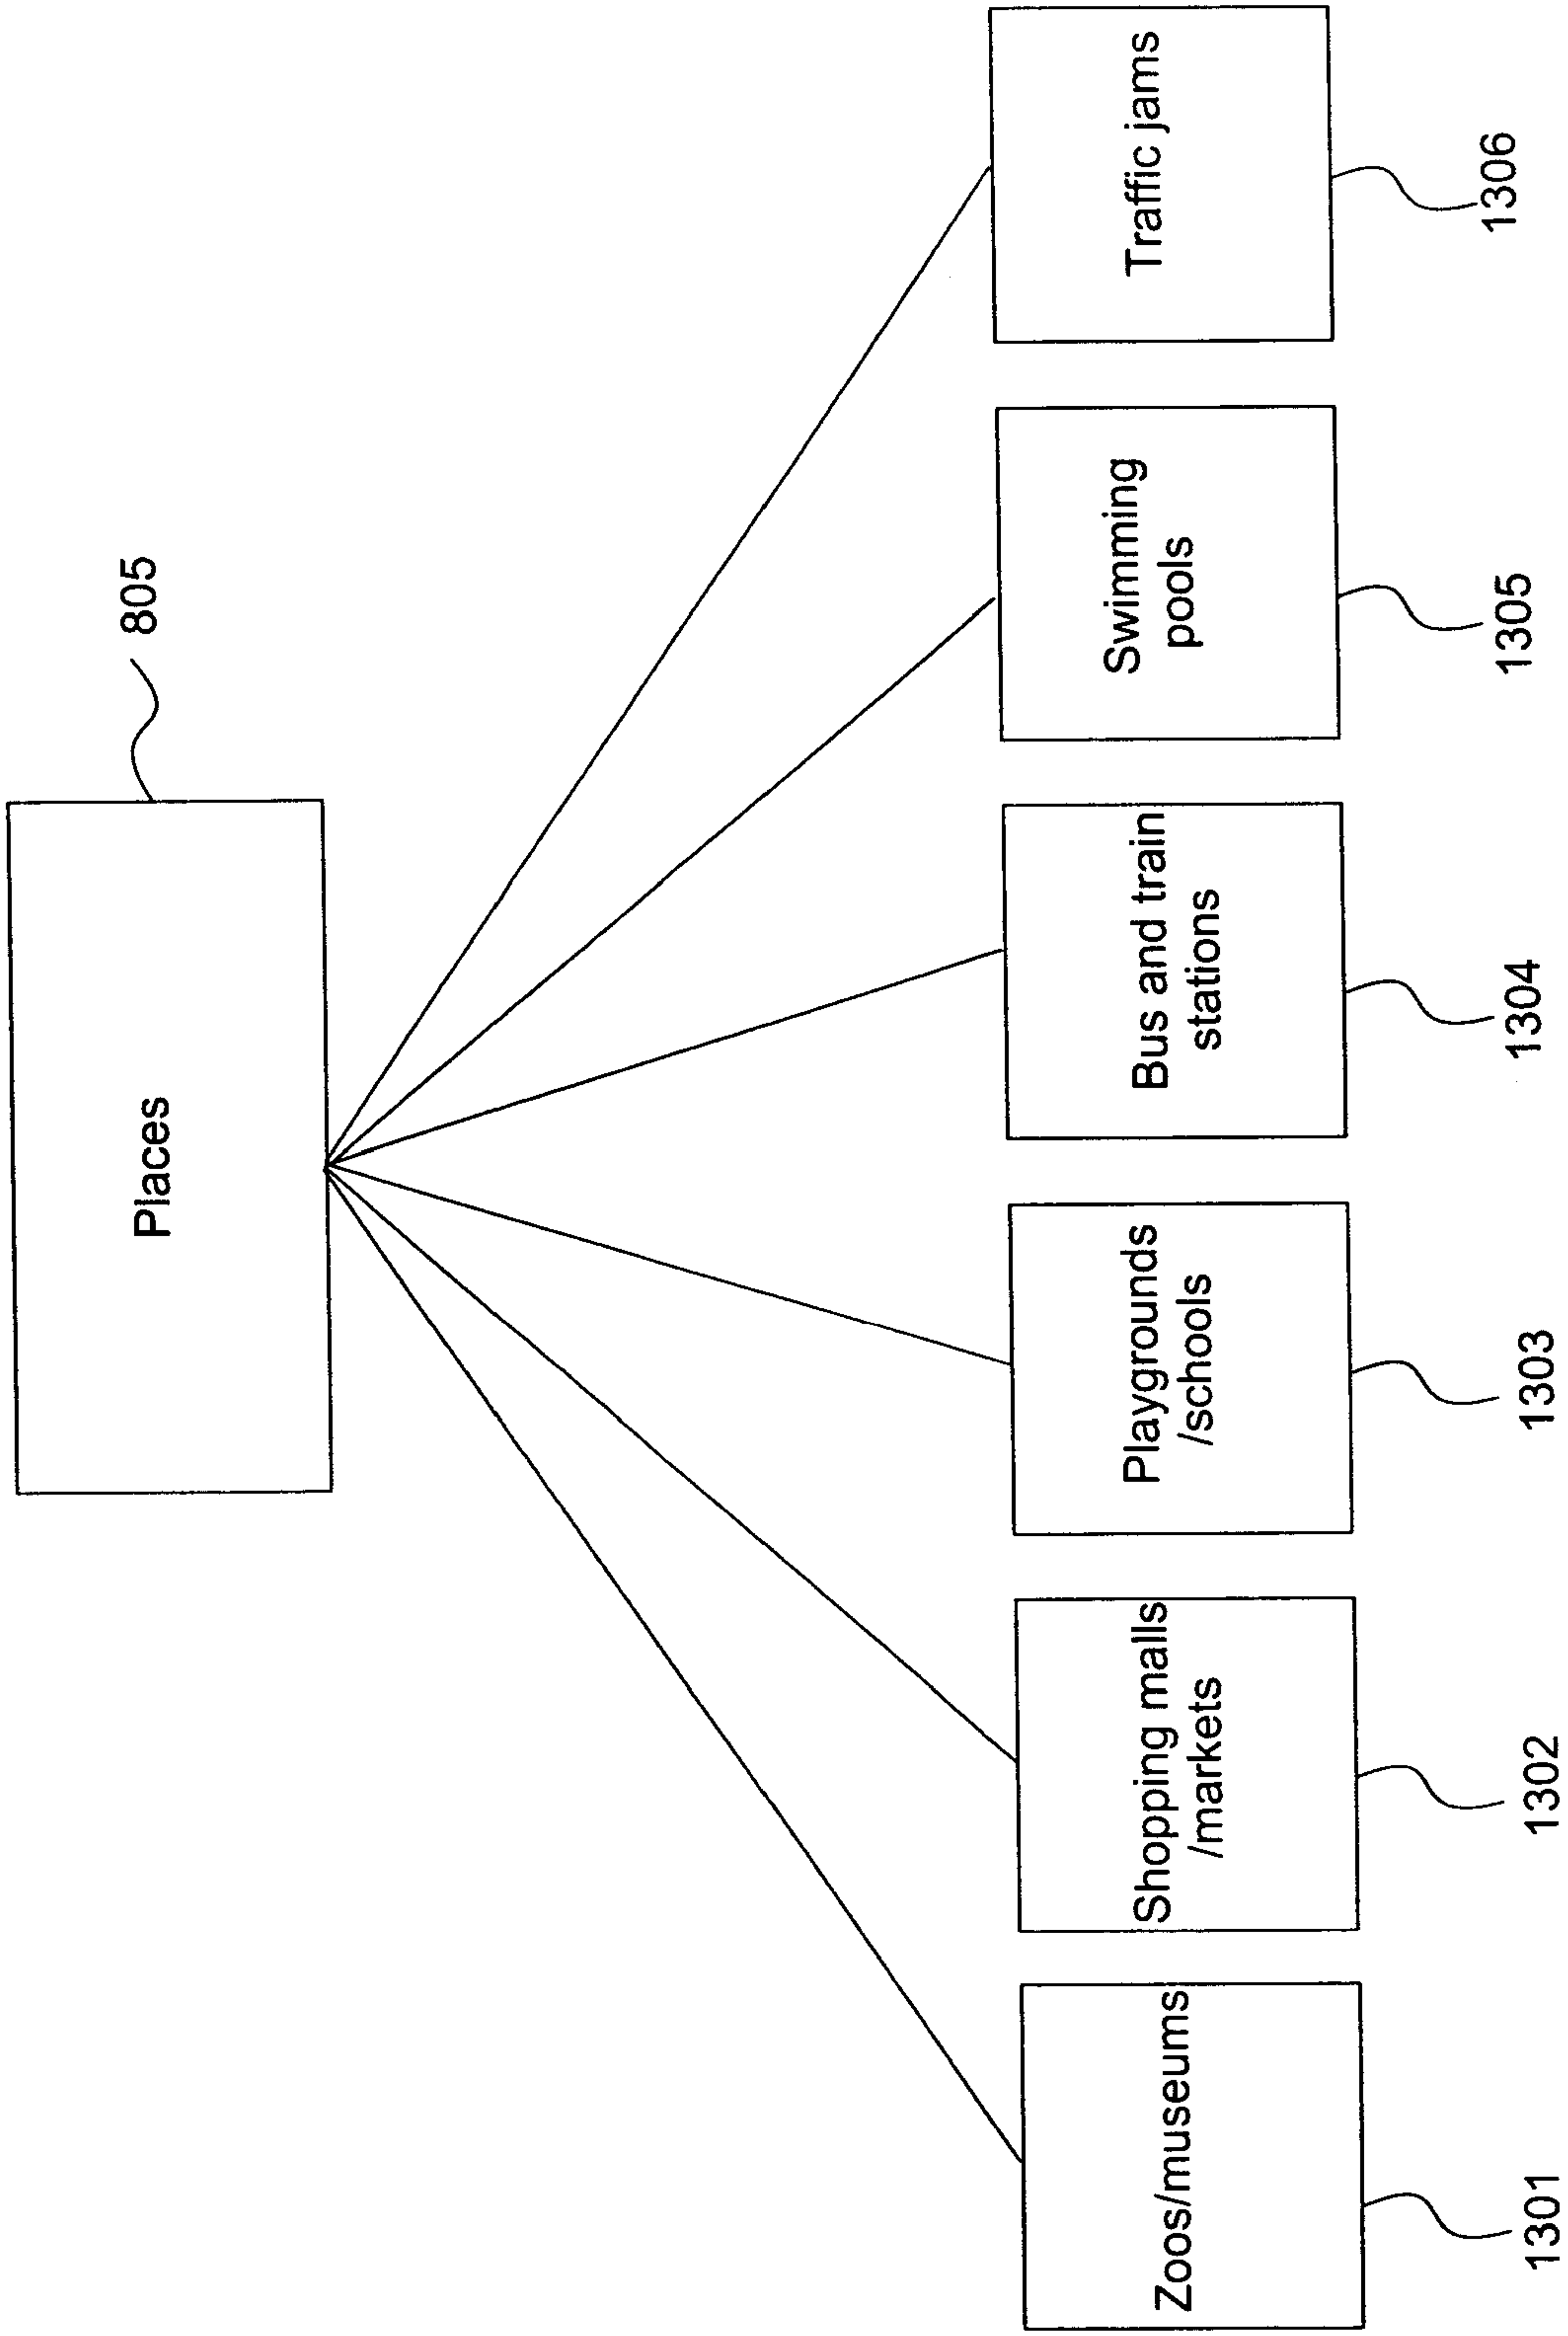 Places
805
Zoos/museums
Shopping malls
/markets
Playgrounds
/schools
Bus and train
stations
Swimming
pools
Traffic jams
1301
1302
1303
1304
1305
1306